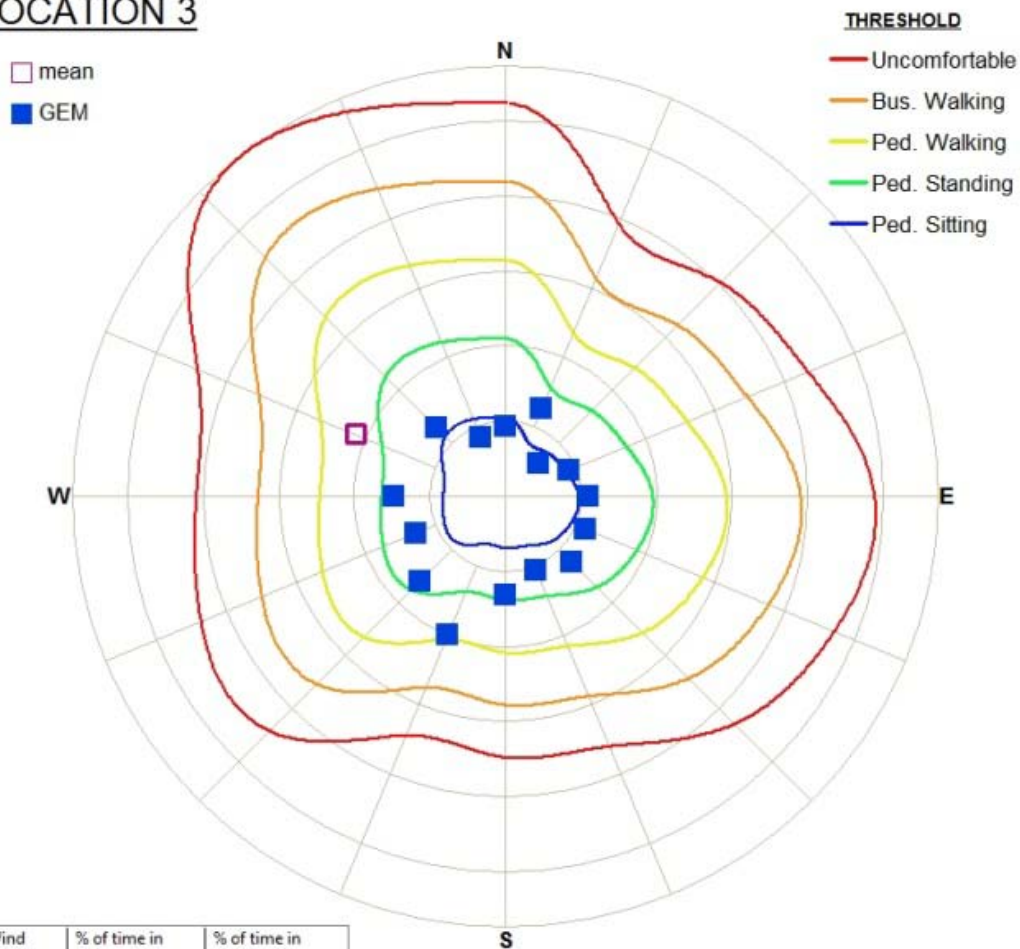 OCATION 3
mean
GEM
THRESHOLD
Uncomfortable
Bus. Walking
Ped. Walking
Ped. Standing
Ped. Sitting
N
W
E
S
% of time in
% of time in